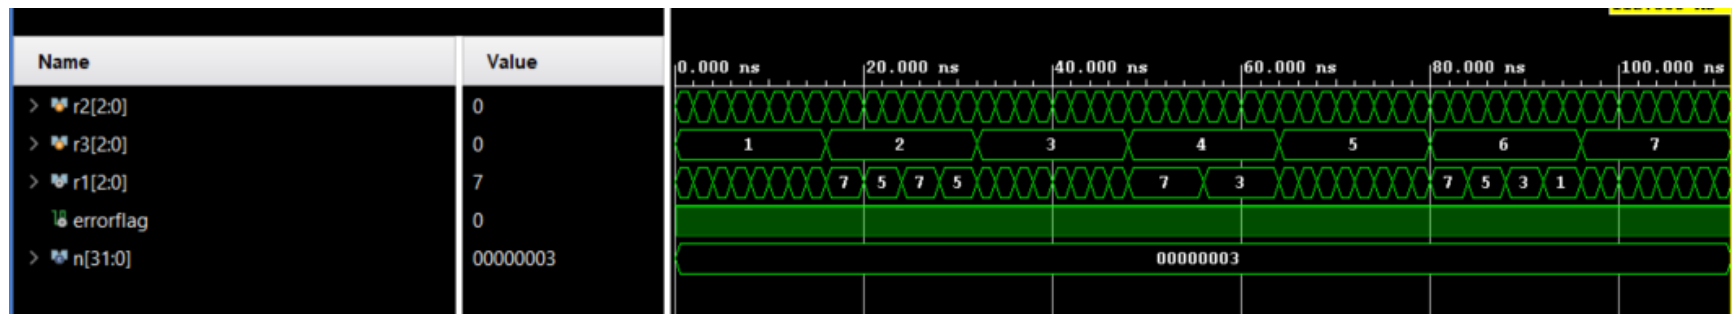 Name Value 0.000 ns 20.000 ns 40.000 ns 60.000 ns 80.000 ns 100.000 ns
r2[2:0] 0
r3[2:0] 0 1 2 3 4 5 6 7
r1[2:0] 7 7 5 7 5 7 3 7 5 3 1
errorflag 0
n[31:0] 00000003 00000003